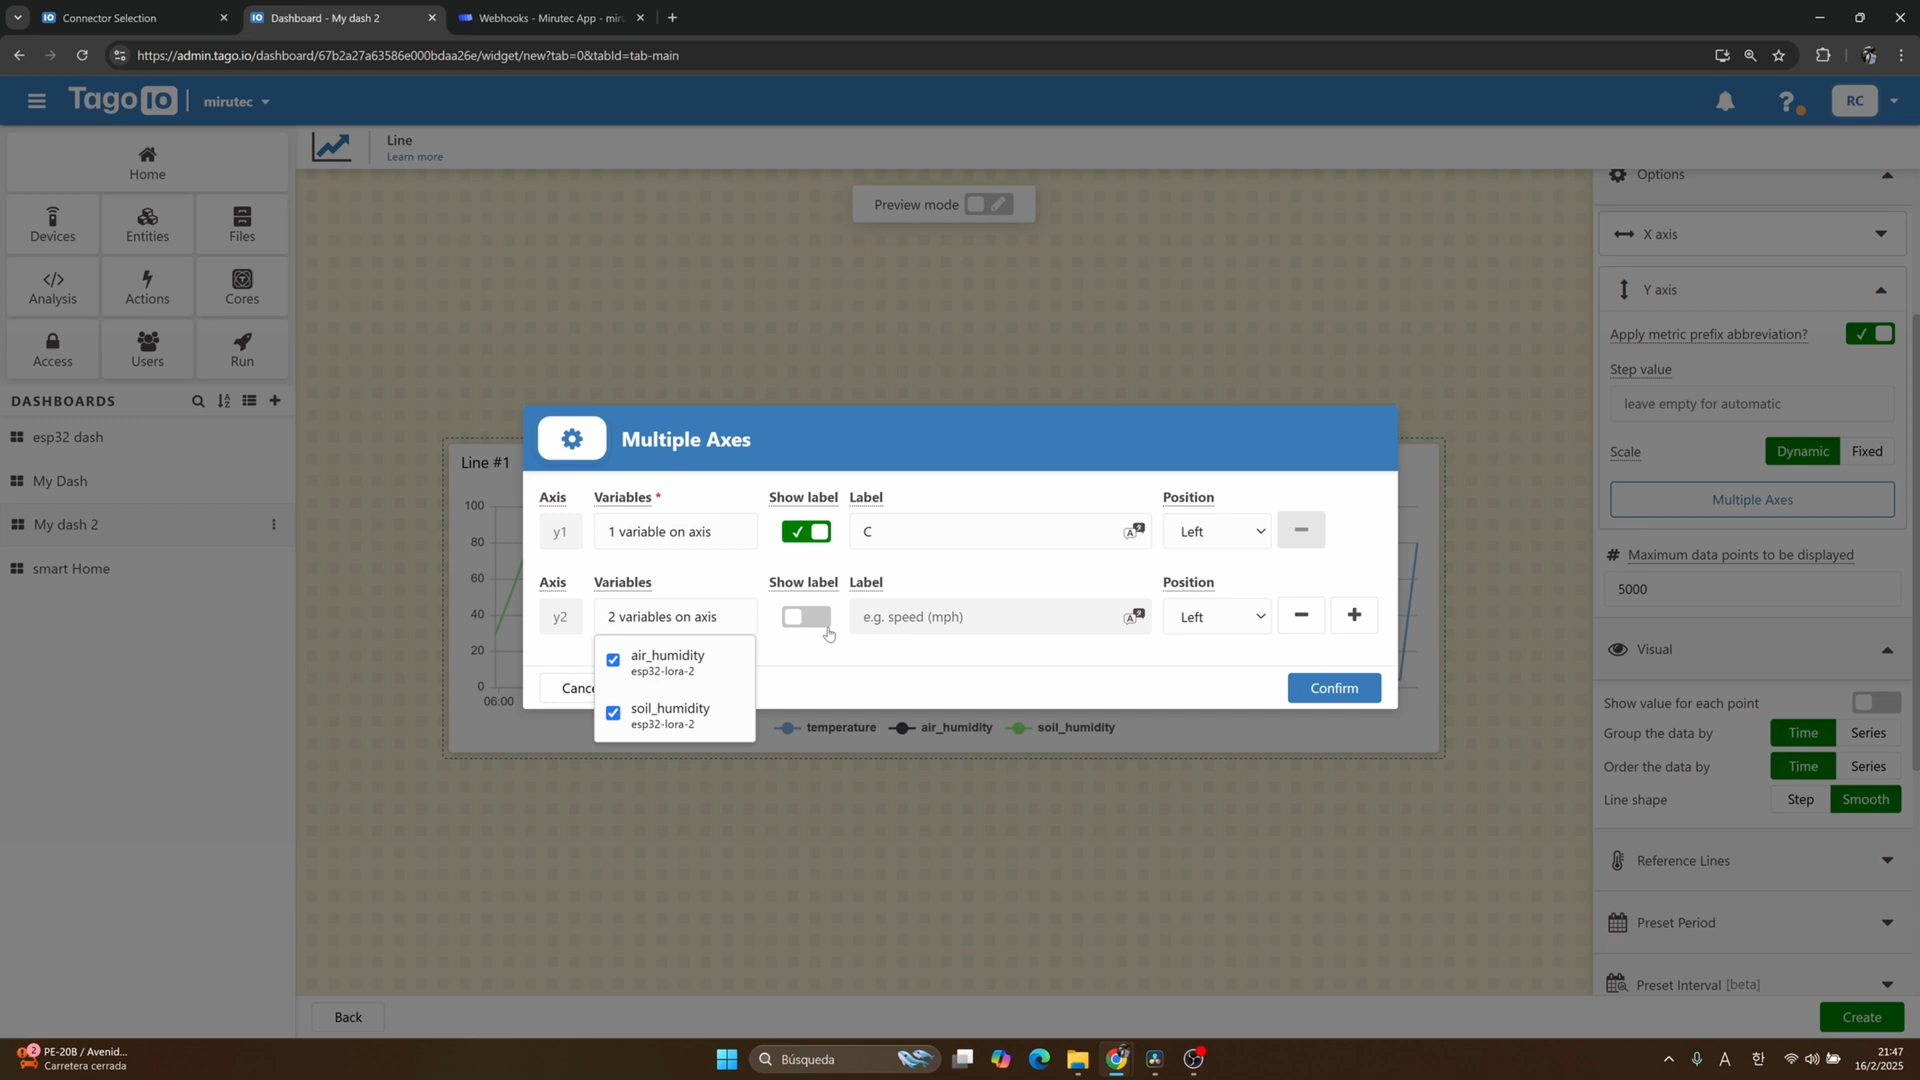 Connector Selection
Dashboard - My dash 2
Webhooks - Mirutec App - miru
https://admin.tago.io/dashboard/67b2a27a63586e000bdaa26e/widget/new?tab=0&tabId=tab-main
Tago IO
mirutec
?
RC
Home
Devices
Entities
Files
Analysis
Actions
Cores
Access
Users
Run
DASHBOARDS
esp32 dash
My Dash
My dash 2
smart Home
Line
Learn more
Preview mode
Line #1
100
80
60
40
20
0
06:00
temperature
air_humidity
soil_humidity
Multiple Axes
Axis
Variables *
Show label
Label
Position
y1
1 variable on axis
C
Left
Axis
Variables
Show label
Label
Position
y2
2 variables on axis
e.g. speed (mph)
Left
air_humidity
esp32-lora-2
soil_humidity
esp32-lora-2
Cance
Confirm
Options
X axis
Y axis
Apply metric prefix abbreviation?
Step value
leave empty for automatic
Scale
Dynamic
Fixed
Multiple Axes
# Maximum data points to be displayed
5000
Visual
Show value for each point
Group the data by
Time
Series
Order the data by
Time
Series
Line shape
Step
Smooth
Reference Lines
Preset Period
Preset Interval [beta]
Back
Create
2
PE-20B / Avenid...
Carretera cerrada
Búsqueda
A
한
21:47
16/2/2025